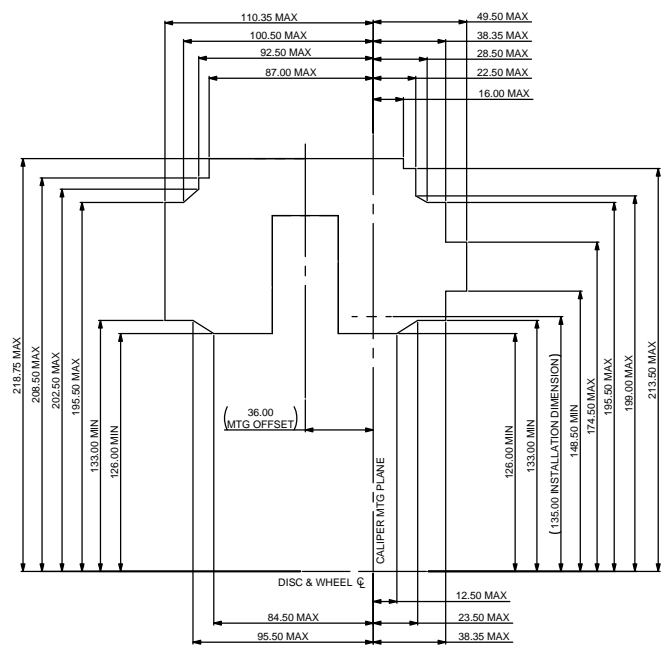 110.35 MAX
49.50 MAX
100.50 MAX
38.35 MAX
92.50 MAX
28.50 MAX
87.00 MAX
22.50 MAX
16.00 MAX
218.75 MAX
208.50 MAX
202.50 MAX
195.50 MAX
133.00 MIN
126.00 MIN
( 36.00
MTG OFFSET )
CALIPER MTG PLANE
126.00 MIN
133.00 MIN
(135.00 INSTALLATION DIMENSION)
148.50 MIN
174.50 MAX
195.50 MAX
199.00 MAX
213.50 MAX
DISC & WHEEL ℄
12.50 MAX
84.50 MAX
23.50 MAX
95.50 MAX
38.35 MAX